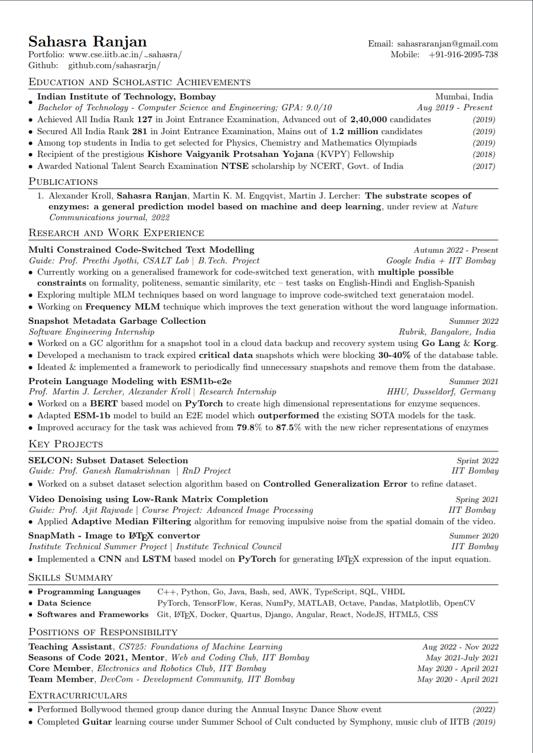 Sahasra Ranjan
Email: sahasraranjan@gmail.com
Portfolio: www.cse.iitb.ac.in/~sahasra/
Mobile: +91-916-2095-738
Github: github.com/sahasrarjn/
Education and Scholastic Achievements
• Indian Institute of Technology, Bombay Mumbai, India
Bachelor of Technology - Computer Science and Engineering; GPA: 9.0/10 Aug 2019 - Present
• Achieved All India Rank 127 in Joint Entrance Examination, Advanced out of 2,40,000 candidates (2019)
• Secured All India Rank 281 in Joint Entrance Examination, Mains out of 1.2 million candidates (2019)
• Among top students in India to get selected for Physics, Chemistry and Mathematics Olympiads (2019)
• Recipient of the prestigious Kishore Vaigyanik Protsahan Yojana (KVPY) Fellowship (2018)
• Awarded National Talent Search Examination NTSE scholarship by NCERT, Govt. of India (2017)
Publications
1. Alexander Kroll, Sahasra Ranjan, Martin K. M. Engqvist, Martin J. Lercher: The substrate scopes of
enzymes: a general prediction model based on machine and deep learning, under review at Nature
Communications journal, 2022
Research and Work Experience
Multi Constrained Code-Switched Text Modelling Autumn 2022 - Present
Guide: Prof. Preethi Jyothi, CSALT Lab | B.Tech. Project Google India + IIT Bombay
• Currently working on a generalised framework for code-switched text generation, with multiple possible
constraints on formality, politeness, semantic similarity, etc – test tasks on English-Hindi and English-Spanish
• Exploring multiple MLM techniques based on word language to improve code-switched text generataion model.
• Working on Frequency MLM technique which improves the text generation without the word language information.
Snapshot Metadata Garbage Collection Summer 2022
Software Engineering Internship Rubrik, Bangalore, India
• Worked on a GC algorithm for a snapshot tool in a cloud data backup and recovery system using Go Lang & Korg.
• Developed a mechanism to track expired critical data snapshots which were blocking 30-40% of the database table.
• Ideated & implemented a framework to periodically find unnecessary snapshots and remove them from the database.
Protein Language Modeling with ESM1b-e2e Summer 2021
Prof. Martin J. Lercher, Alexander Kroll | Research Internship HHU, Dusseldorf, Germany
• Worked on a BERT based model on PyTorch to create high dimensional representations for enzyme sequences.
• Adapted ESM-1b model to build an E2E model which outperformed the existing SOTA models for the task.
• Improved accuracy for the task was achieved from 79.8% to 87.5% with the new richer representations of enzymes
Key Projects
SELCON: Subset Dataset Selection Sprint 2022
Guide: Prof. Ganesh Ramakrishnan | RnD Project IIT Bombay
• Worked on a subset dataset selection algorithm based on Controlled Generalization Error to refine dataset.
Video Denoising using Low-Rank Matrix Completion Spring 2021
Guide: Prof. Ajit Rajwade | Course Project: Advanced Image Processing IIT Bombay
• Applied Adaptive Median Filtering algorithm for removing impulsive noise from the spatial domain of the video.
SnapMath - Image to LATEX convertor Summer 2020
Institute Technical Summer Project | Institute Technical Council IIT Bombay
• Implemented a CNN and LSTM based model on PyTorch for generating LATEX expression of the input equation.
Skills Summary
• Programming Languages C++, Python, Go, Java, Bash, sed, AWK, TypeScript, SQL, VHDL
• Data Science PyTorch, TensorFlow, Keras, NumPy, MATLAB, Octave, Pandas, Matplotlib, OpenCV
• Softwares and Frameworks Git, LATEX, Docker, Quartus, Django, Angular, React, NodeJS, HTML5, CSS
Positions of Responsibility
Teaching Assistant, CS725: Foundations of Machine Learning Aug 2022 - Nov 2022
Seasons of Code 2021, Mentor, Web and Coding Club, IIT Bombay May 2021-July 2021
Core Member, Electronics and Robotics Club, IIT Bombay May 2020 - April 2021
Team Member, DevCom - Development Community, IIT Bombay May 2020 - April 2021
Extracurriculars
• Performed Bollywood themed group dance during the Annual Insync Dance Show event (2022)
• Completed Guitar learning course under Summer School of Cult conducted by Symphony, music club of IITB (2019)